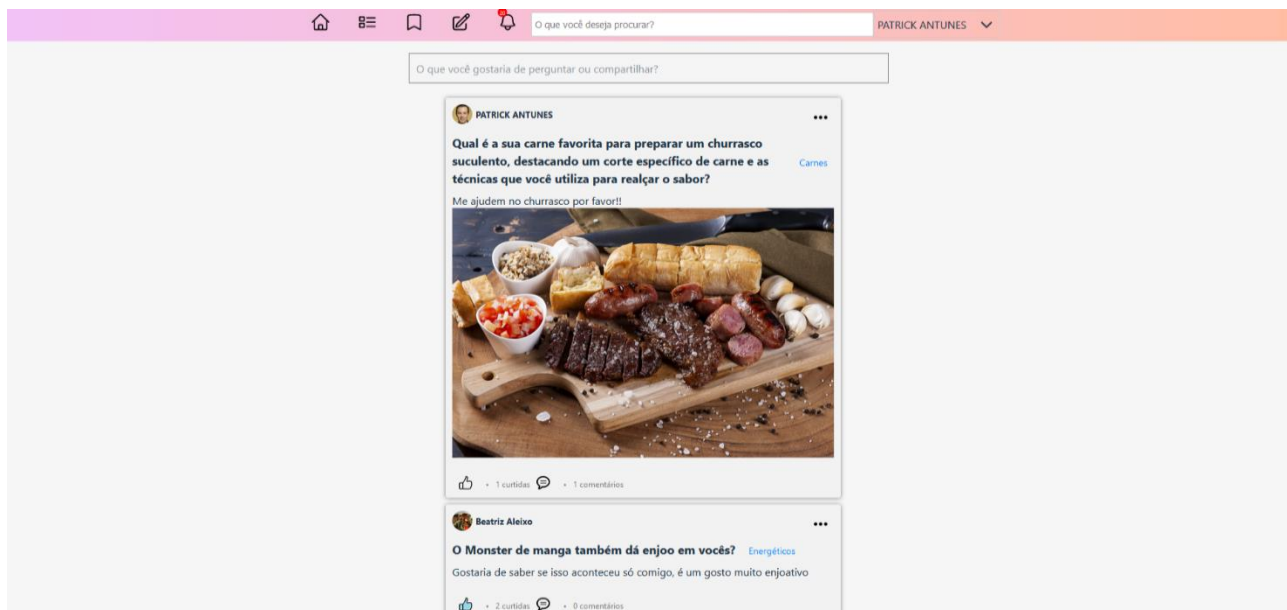 O que você deseja procurar?
PATRICK ANTUNES
O que você gostaria de perguntar ou compartilhar?
PATRICK ANTUNES
Qual é a sua carne favorita para preparar um churrasco
suculento, destacando um corte específico de carne e as
técnicas que você utiliza para realçar o sabor?
Carnes
Me ajudem no churrasco por favor!!
• 1 curtidas
• 1 comentários
Beatriz Aleixo
O Monster de manga também dá enjoo em vocês? Energéticos
Gostaria de saber se isso aconteceu só comigo, é um gosto muito enjoativo
• 2 curtidas
• 0 comentários